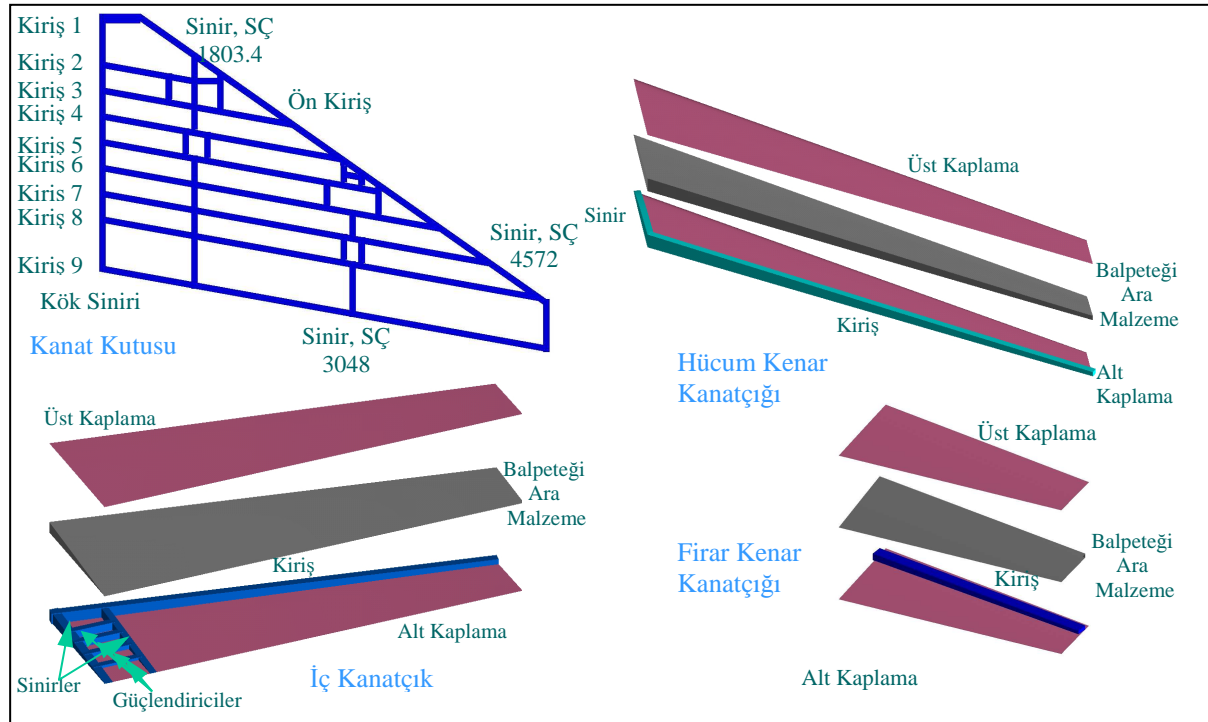 Kiriş 1
Kiriş 2
Kiriş 3
Kiriş 4
Kiriş 5
Kiriş 6
Kiriş 7
Kiriş 8
Kiriş 9
Kök Siniri
Kanat Kutusu
Sinir, SÇ
1803.4
Ön Kiriş
Sinir, SÇ
4572
Sinir, SÇ
3048
Üst Kaplama
Sinir
Balpeteği
Ara
Malzeme
Kiriş
Hücum Kenar
Kanatçığı
Alt
Kaplama
Üst Kaplama
Balpeteği
Ara
Malzeme
Kiriş
Alt Kaplama
Sinirler
Güçlendiriciler
İç Kanatçık
Üst Kaplama
Firar Kenar
Kanatçığı
Balpeteği
Ara
Malzeme
Kiriş
Alt Kaplama